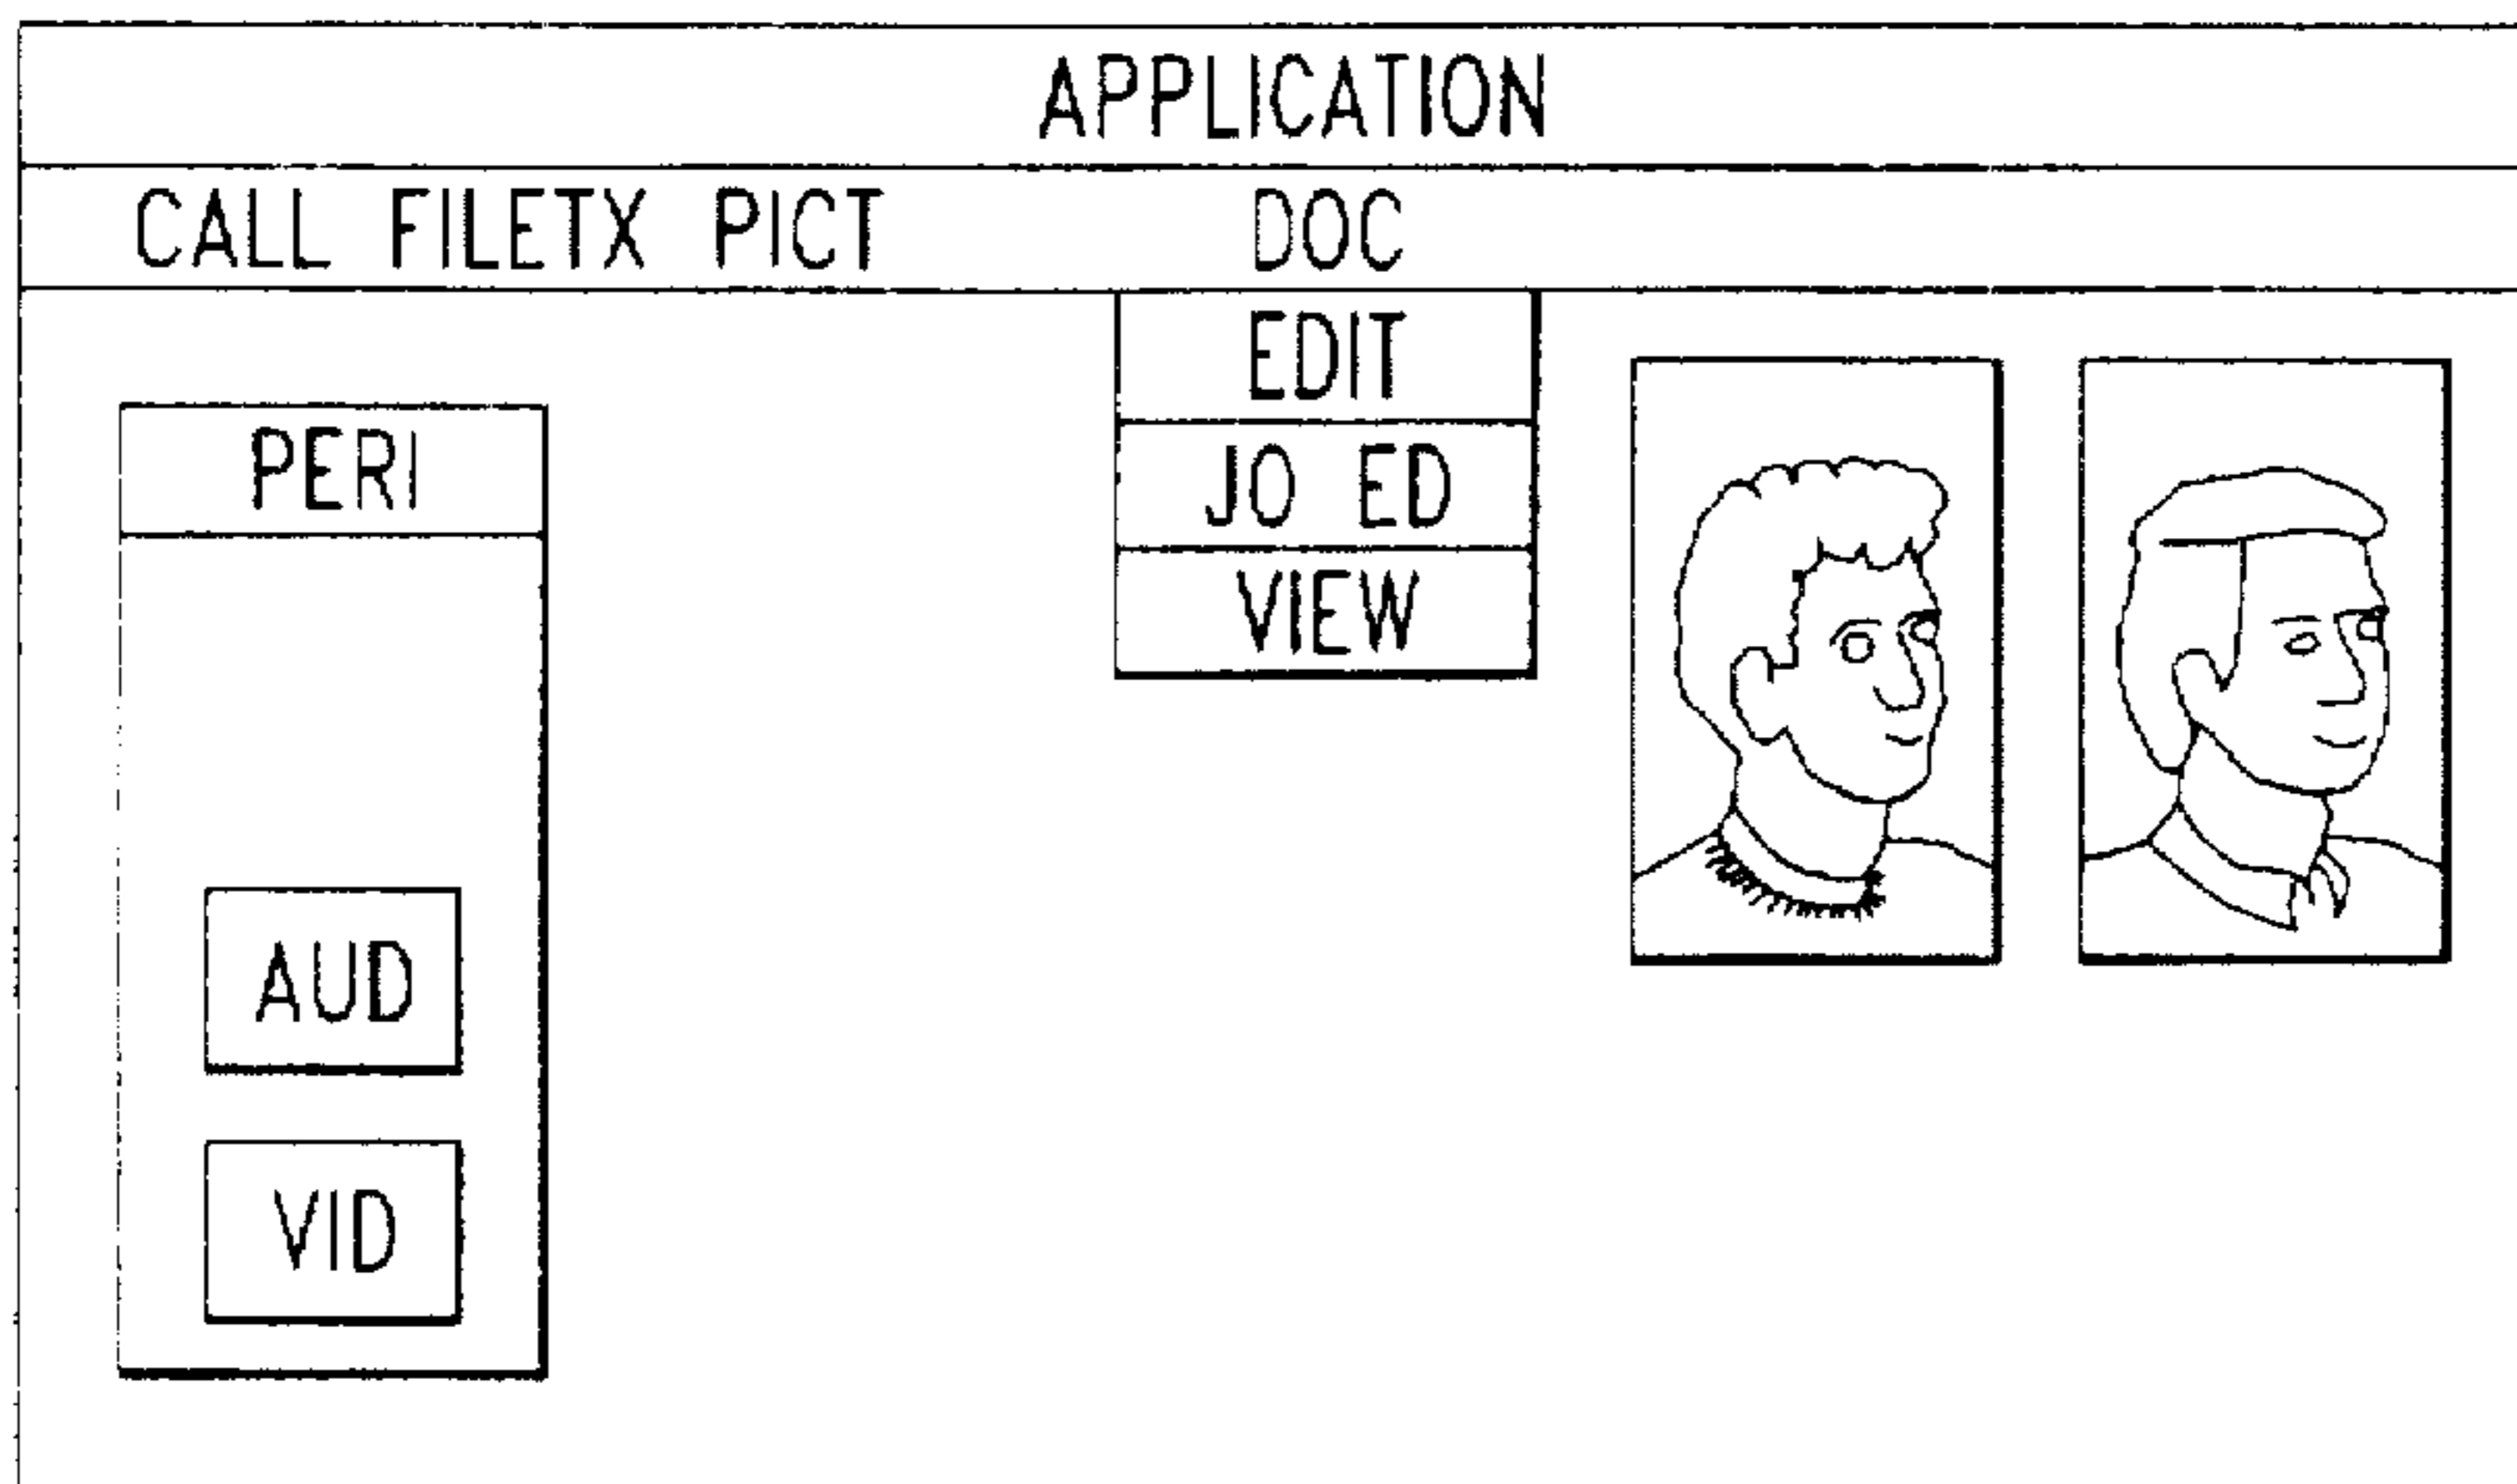 APPLICATION
CALL FILETX PICT DOC
EDIT
JO ED
VIEW
PERI
AUD
VID